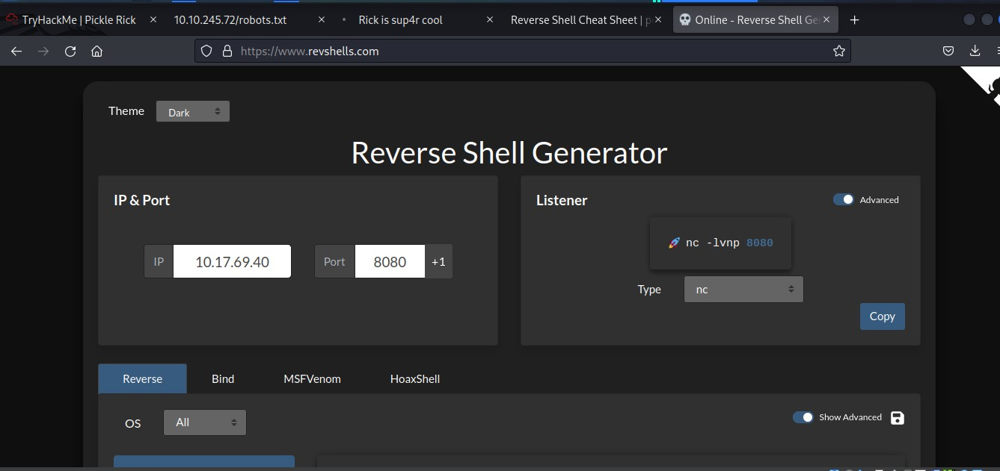 TryHackMe | Pickle Rick 10.10.245.72/robots.txt Rick is sup4r cool Reverse Shell Cheat Sheet | p Online - Reverse Shell Ge
https://www.revshells.com
Theme Dark
Reverse Shell Generator
IP & Port
IP 10.17.69.40 Port 8080 +1
Listener Advanced
🚀 nc -lvnp 8080
Type nc
Copy
Reverse Bind MSFVenom HoaxShell
OS All Show Advanced